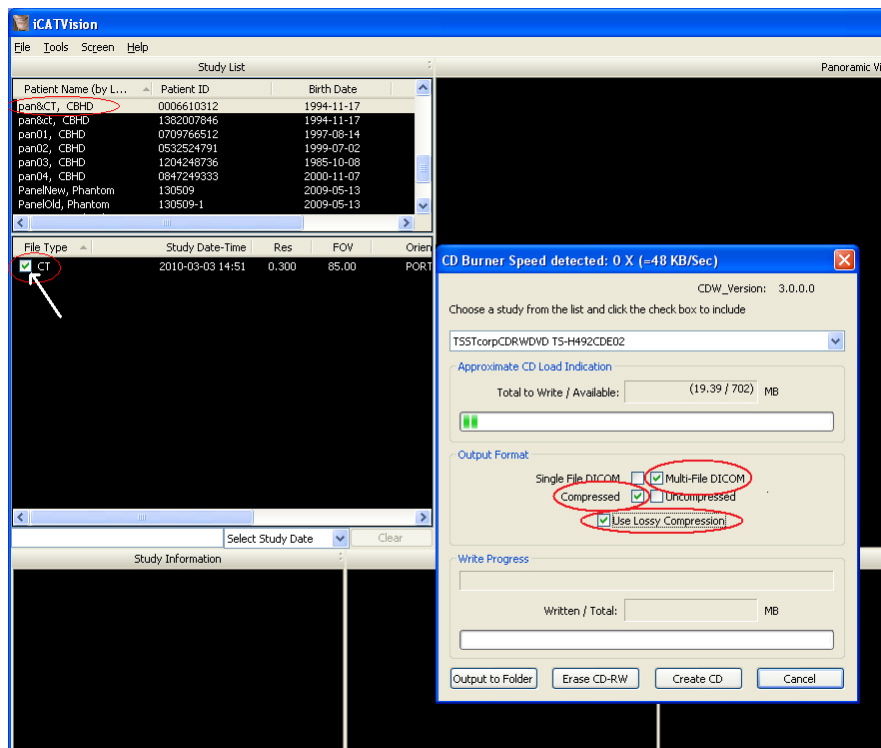 iCATVision
File Tools Screen Help
Study List
Panoramic Vi
Patient Name (by L... Patient ID Birth Date
pan&CT, CBHD 0006610312 1994-11-17
pan&ct, CBHD 1382007846 1994-11-17
pan01, CBHD 0709766512 1997-08-14
pan02, CBHD 0532524791 1999-07-02
pan03, CBHD 1204248736 1985-10-08
pan04, CBHD 0847249333 2000-11-07
PanelNew, Phantom 130509 2009-05-13
PanelOld, Phantom 130509-1 2009-05-13
File Type Study Date-Time Res FOV Orien
CT 2010-03-03 14:51 0.300 85.00 PORT
Select Study Date Clear
Study Information
CD Burner Speed detected: 0 X (=48 KB/Sec)
CDW_Version: 3.0.0.0
Choose a study from the list and click the check box to include
TSSTcorpCDRWDVD TS-H492CDE02
Approximate CD Load Indication
Total to Write / Available: (19.39 / 702) MB
Output Format
Single File DICOM Multi-File DICOM
Compressed Uncompressed
Use Lossy Compression
Write Progress
Written / Total: MB
Output to Folder Erase CD-RW Create CD Cancel